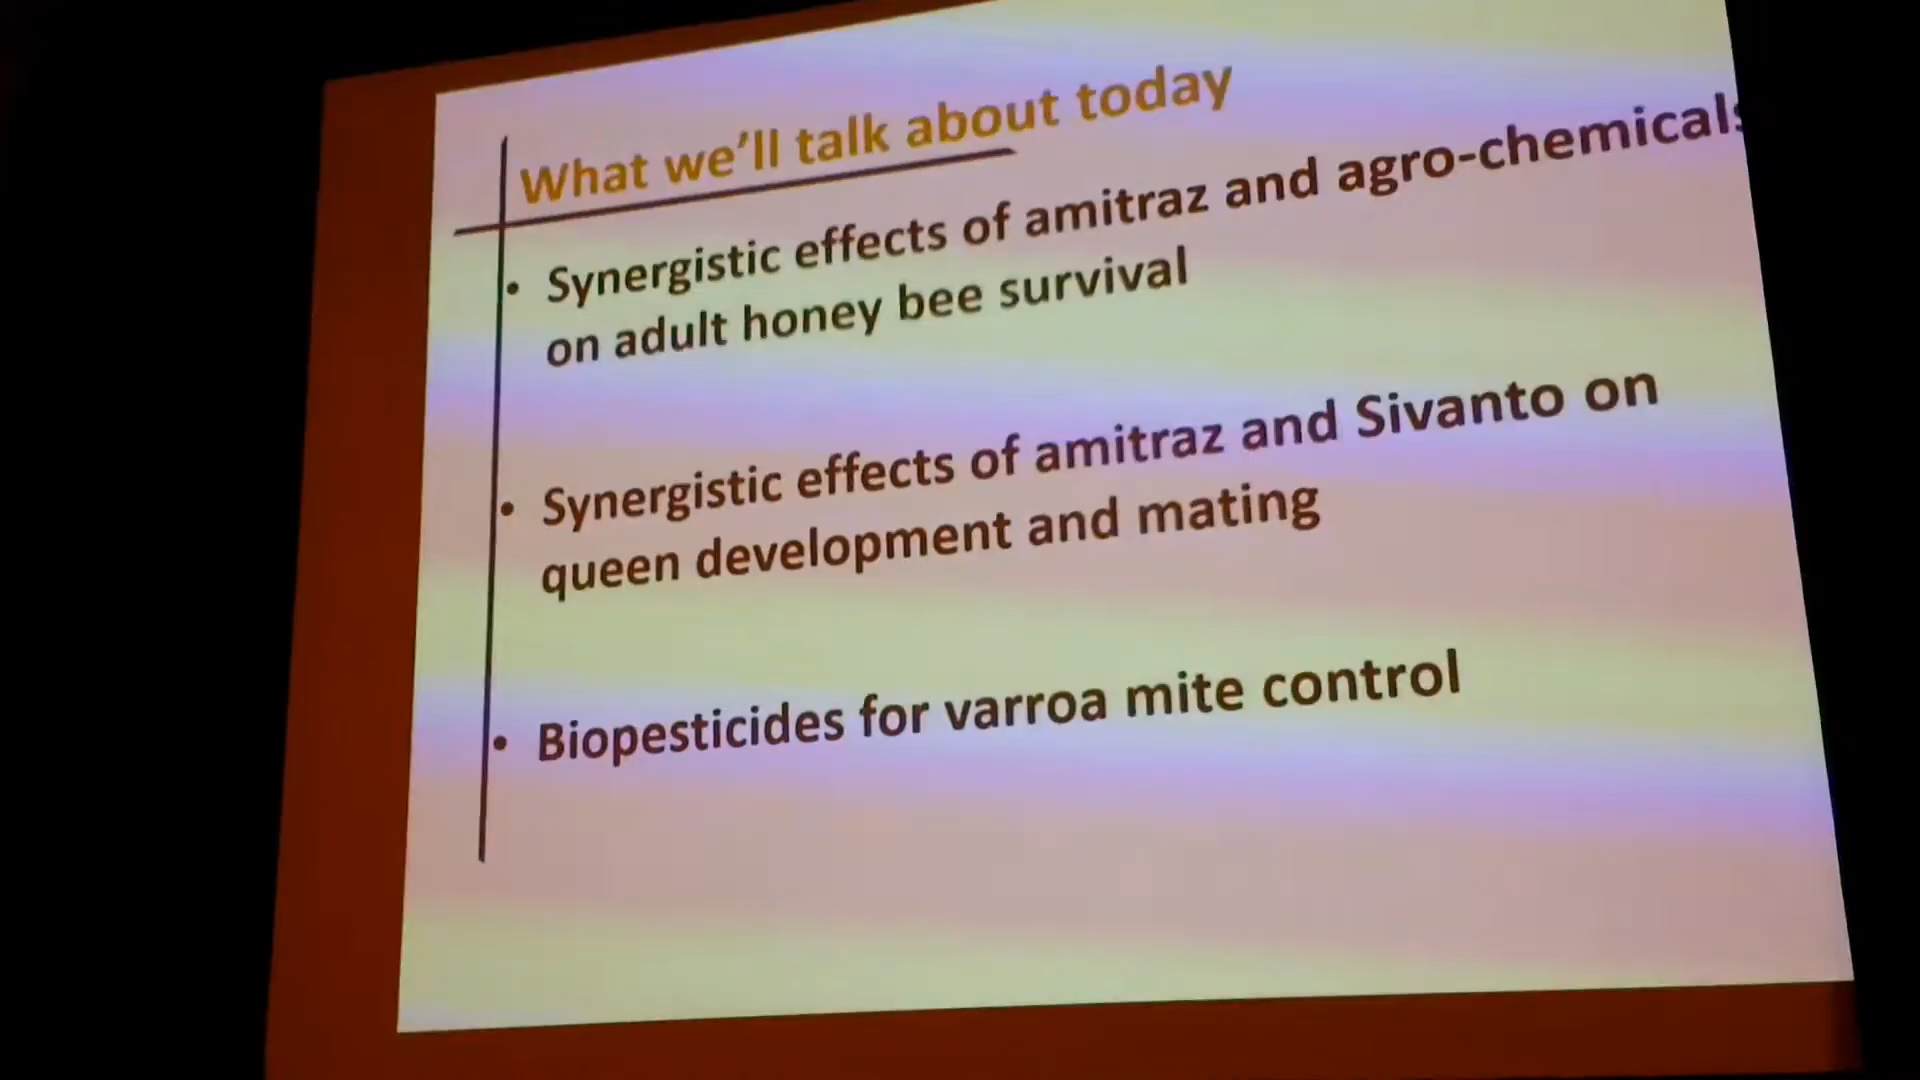 What we'll talk about today
• Synergistic effects of amitraz and agro-chemicals
on adult honey bee survival
• Synergistic effects of amitraz and Sivanto on
queen development and mating
• Biopesticides for varroa mite control